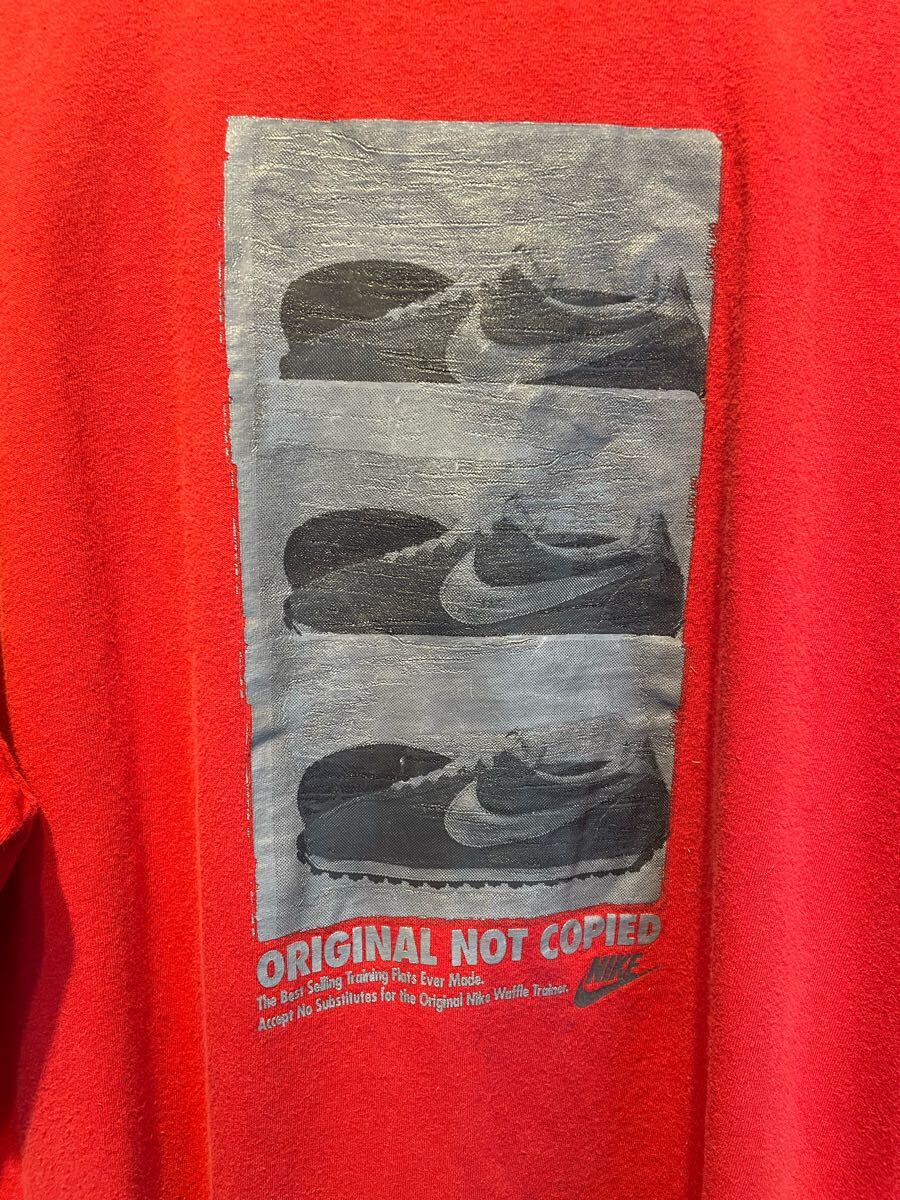 ORIGINAL NOT COPIED
The Best Selling Training Flats Ever Made.
Accept No Substitutes for the Original Nike Waffle Trainer.
NIKE